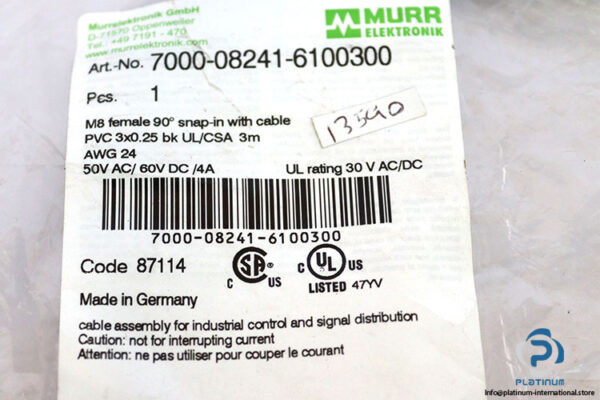 Murrelektronik GmbH
D-71570 Oppenweiler
Tel.: +49 7191 - 470
www.murrelektronik.com
MURR
ELEKTRONIK
Art.-No. 7000-08241-6100300
Pcs. 1
M8 female 90° snap-in with cable
PVC 3x0.25 bk UL/CSA 3m
AWG 24
50V AC/ 60V DC /4A
UL rating 30 V AC/DC
13590
7000-08241-6100300
Code 87114
C SA ® C US
C UL ® US
LISTED 47YV
Made in Germany
cable assembly for industrial control and signal distribution
Caution: not for interrupting current
Attention: ne pas utiliser pour couper le courant
PLATINUM
INTERNATIONAL
Info@platinum-international.store